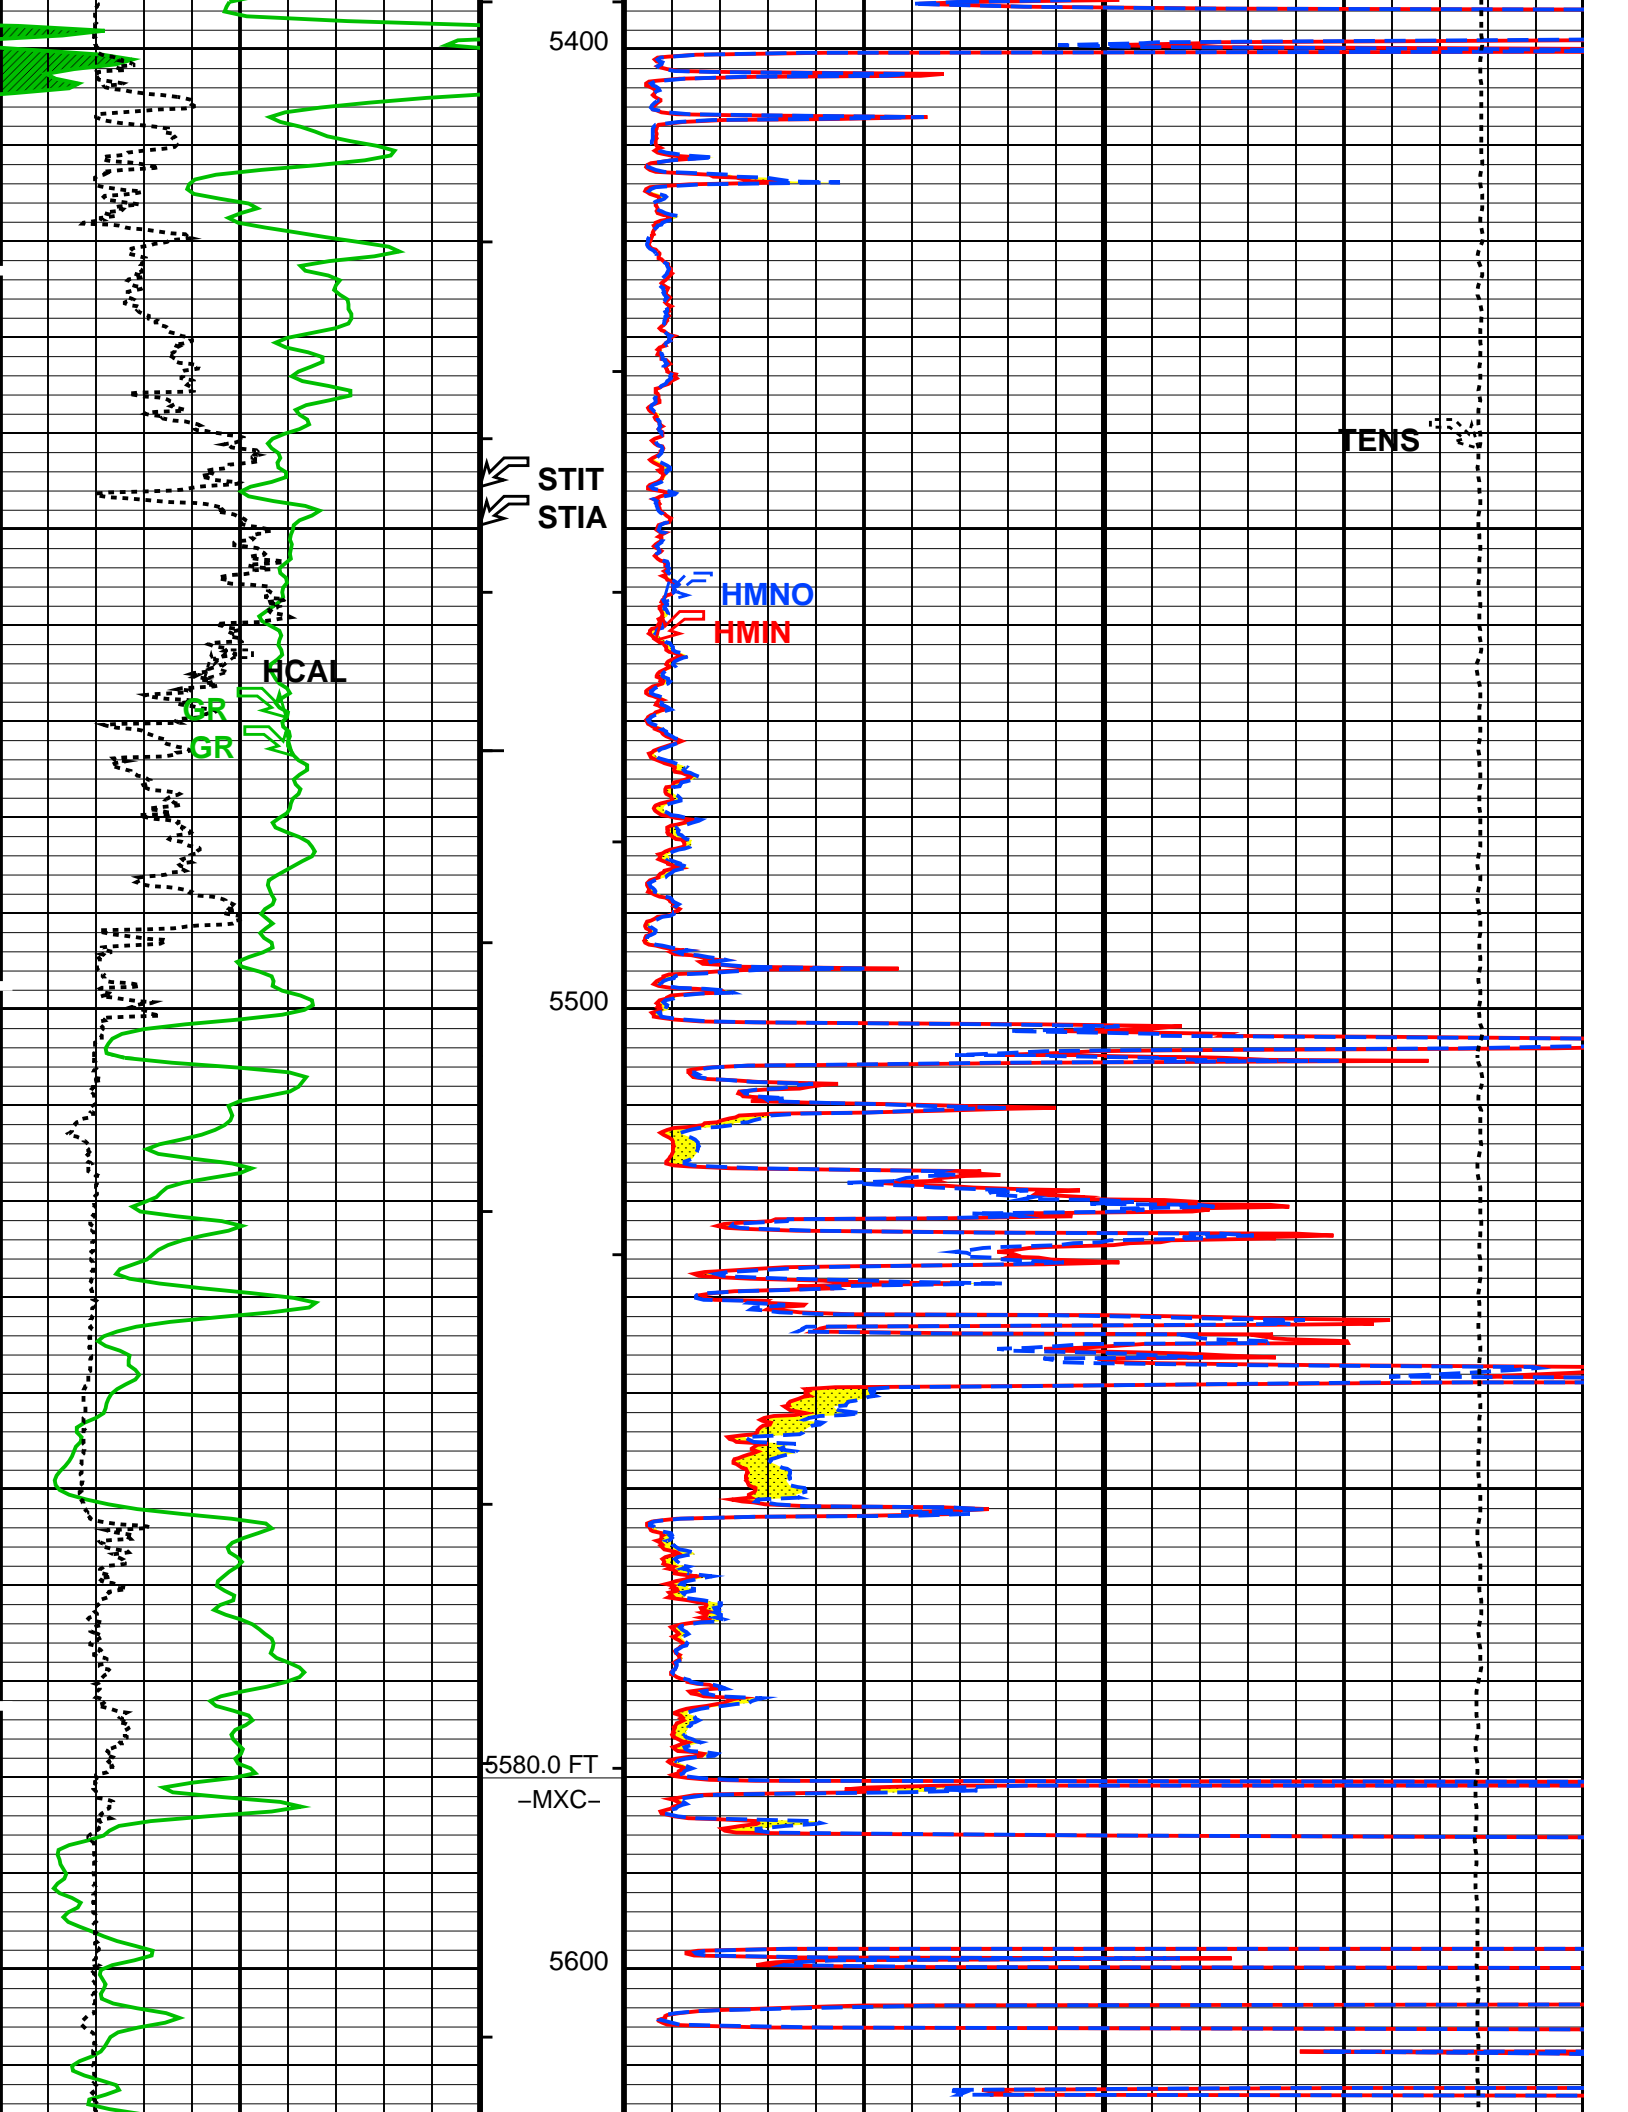 5400
TENS
STIT
STIA
HMNO
HMIN
HCAL
GR
GR
5500
5580.0 FT
–MXC–
5600